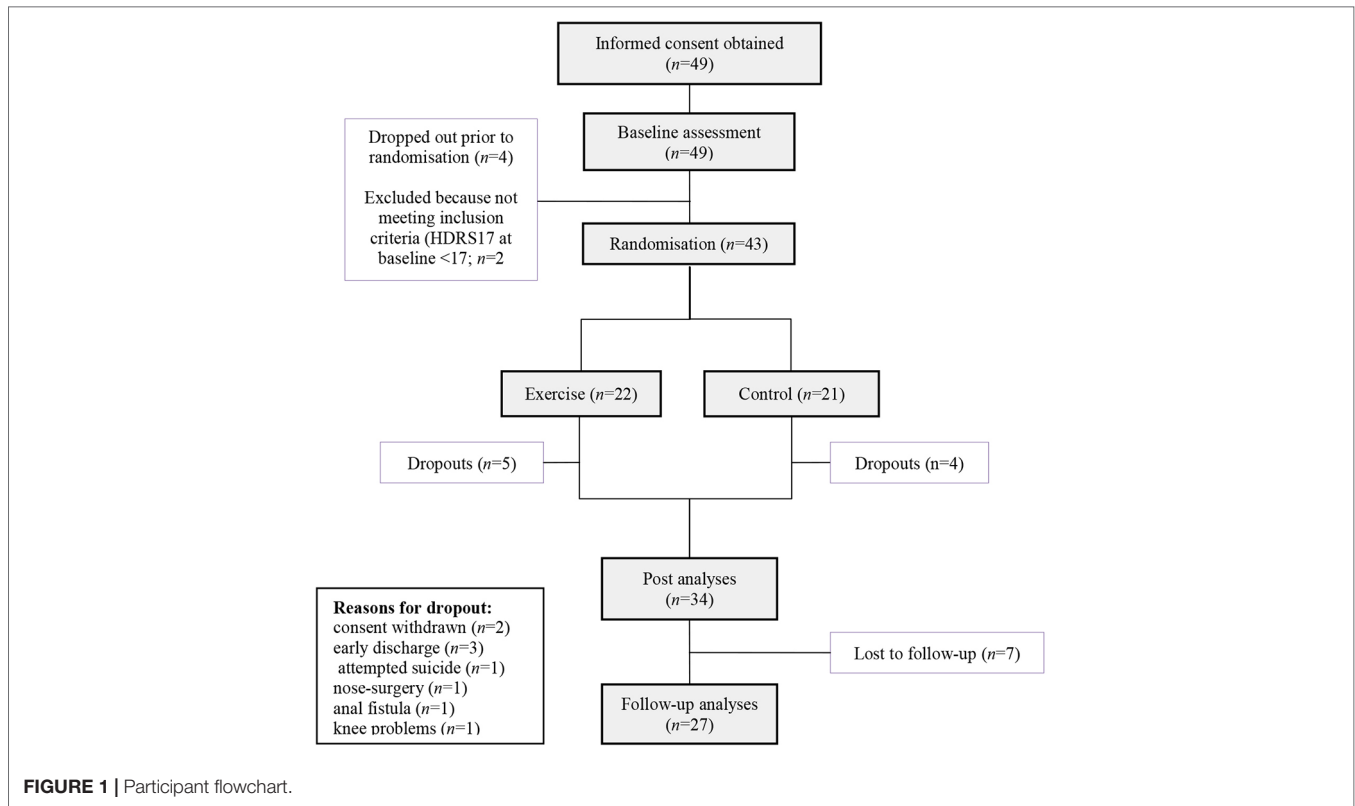 Informed consent obtained
(n=49)
Baseline assessment
(n=49)
Dropped out prior to
randomisation (n=4)
Excluded because not
meeting inclusion
criteria (HDRS17 at
baseline <17; n=2
Randomisation (n=43)
Exercise (n=22)
Control (n=21)
Dropouts (n=5)
Dropouts (n=4)
Post analyses
(n=34)
Reasons for dropout:
consent withdrawn (n=2)
early discharge (n=3)
attempted suicide (n=1)
nose-surgery (n=1)
anal fistula (n=1)
knee problems (n=1)
Lost to follow-up (n=7)
Follow-up analyses
(n=27)
FIGURE 1 | Participant flowchart.